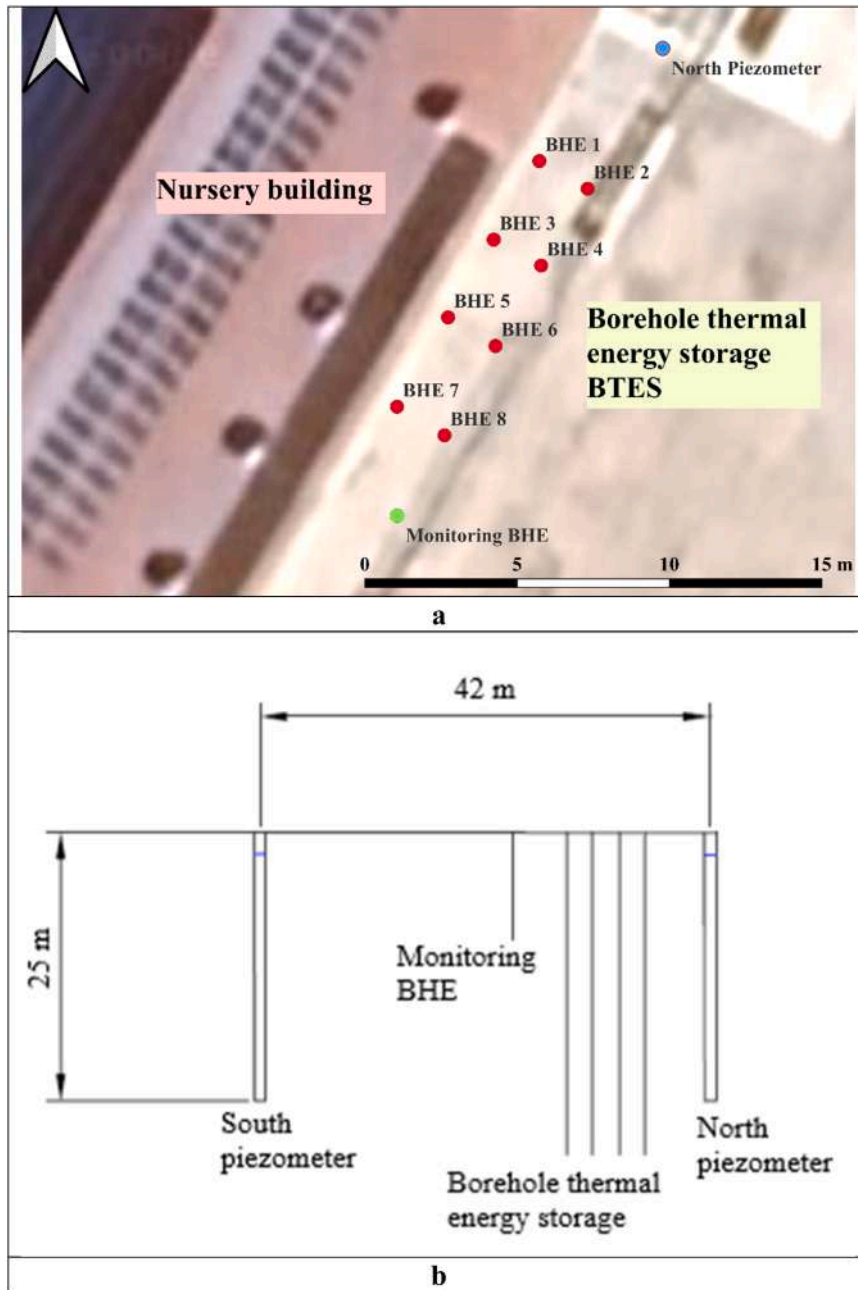 North Piezometer
BHE 1
BHE 2
Nursery building
BHE 3
BHE 4
BHE 5
Borehole thermal
energy storage
BTES
BHE 6
BHE 7
BHE 8
Monitoring BHE
0 5 10 15 m
a
42 m
25 m
Monitoring
BHE
South
piezometer
North
piezometer
Borehole thermal
energy storage
b